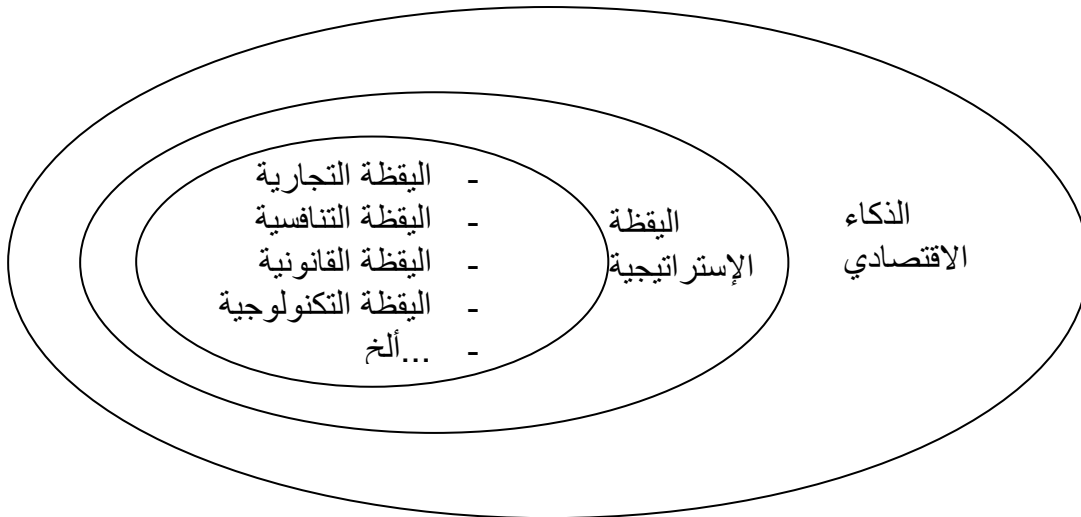 - اليقظة التجارية
- اليقظة التنافسية
- اليقظة القانونية
- اليقظة التكنولوجية
- ...ألخ
اليقظة
الإستراتيجية
الذكاء
الاقتصادي